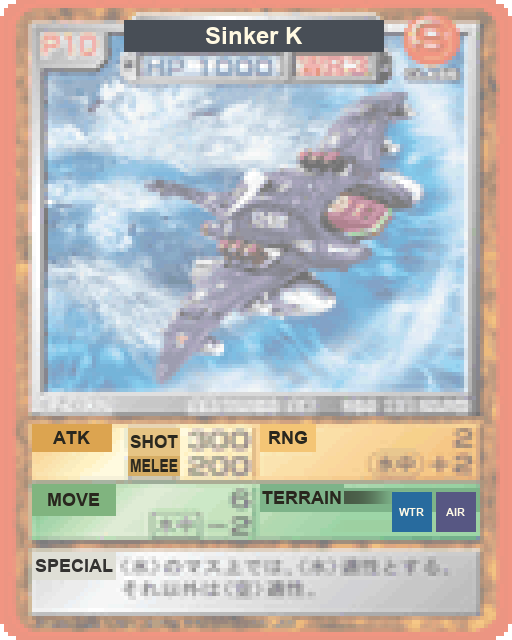 Sinker K
P10
HP 1000
ATK
SHOT 300
MELEE 200
RNG 2
(水中) +2
MOVE 6
(水中) −2
TERRAIN
WTR AIR
SPECIAL
(水)のマス上では、(水)適性とする。
それ以外は(空)適性。